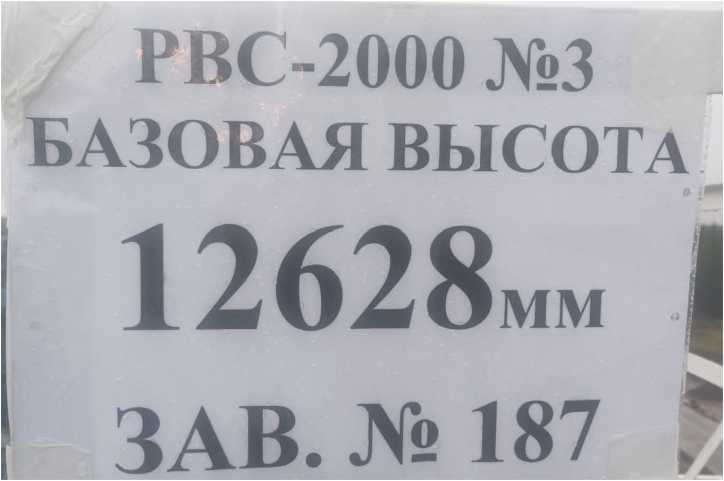 РВС-2000 №3
БАЗОВАЯ ВЫСОТА
12628мм
ЗАВ. № 187